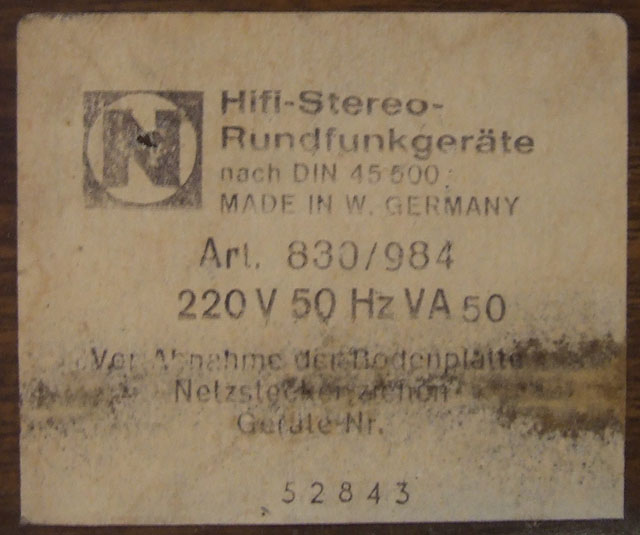 N
Hifi-Stereo-
Rundfunkgeräte
nach DIN 45 500
MADE IN W. GERMANY
Art. 830/984
220 V 50 Hz VA 50
Vor Abnahme der Bodenplatte
Netzstecker ziehen
Geräte-Nr.
52843